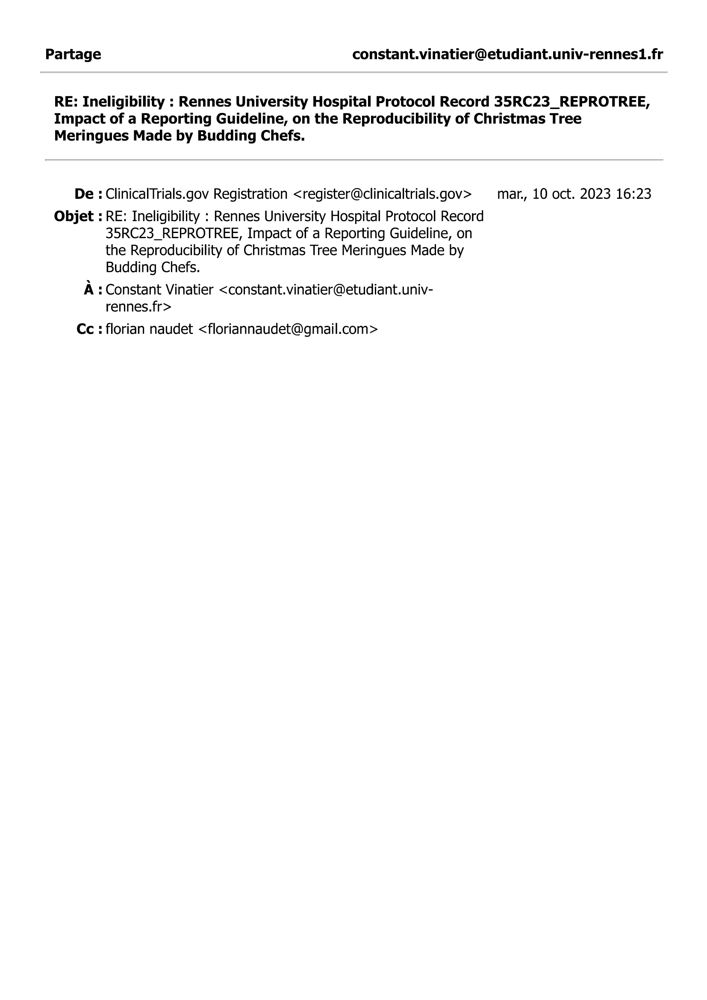 Partage constant.vinatier@etudiant.univ-rennes1.fr
RE: Ineligibility : Rennes University Hospital Protocol Record 35RC23_REPROTREE,
Impact of a Reporting Guideline, on the Reproducibility of Christmas Tree
Meringues Made by Budding Chefs.
De : ClinicalTrials.gov Registration <register@clinicaltrials.gov> mar., 10 oct. 2023 16:23
Objet : RE: Ineligibility : Rennes University Hospital Protocol Record
35RC23_REPROTREE, Impact of a Reporting Guideline, on
the Reproducibility of Christmas Tree Meringues Made by
Budding Chefs.
À : Constant Vinatier <constant.vinatier@etudiant.univ-
rennes.fr>
Cc : florian naudet <floriannaudet@gmail.com>